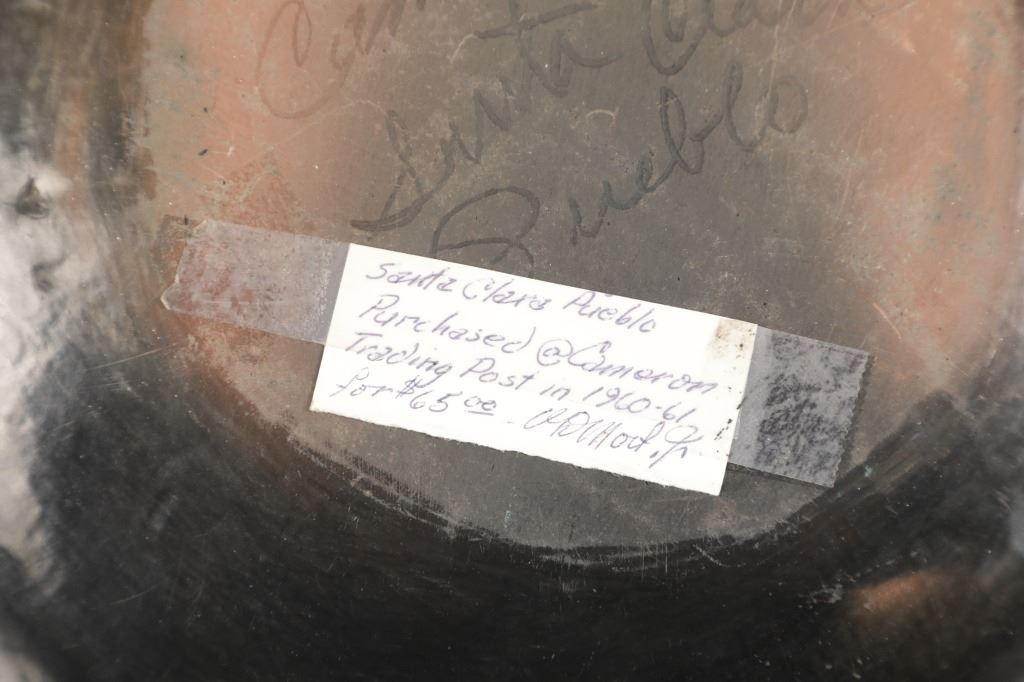 Santa Clara
Pueblo
Santa Clara Pueblo
Purchased @ Cameron
Trading Post in 1960-61
for $65.00